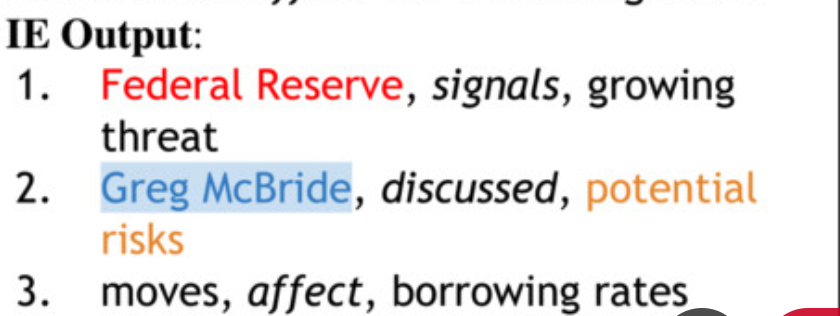 IE Output:
1. Federal Reserve, signals, growing
threat
2. Greg McBride, discussed, potential
risks
3. moves, affect, borrowing rates